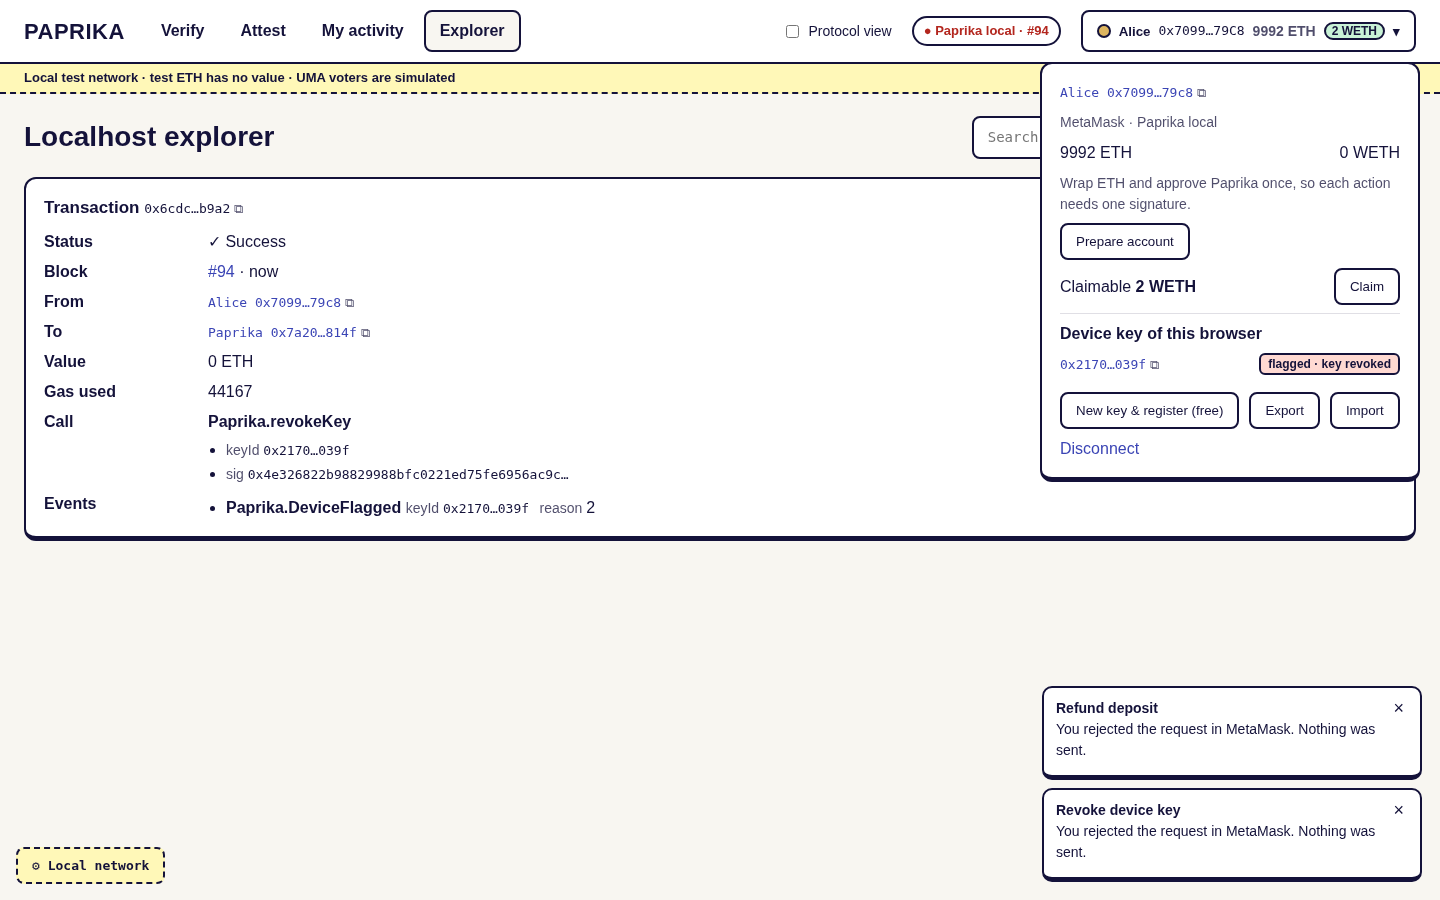 PAPRIKA Verify Attest My activity Explorer Protocol view ● Paprika local · #94 Alice 0x7099…79C8 9992 ETH 2 WETH ▾
Local test network · test ETH has no value · UMA voters are simulated
Localhost explorer
Search
Transaction 0x6cdc…b9a2 ⧉
Status ✓ Success
Block #94 · now
From Alice 0x7099…79c8 ⧉
To Paprika 0x7a20…814f ⧉
Value 0 ETH
Gas used 44167
Call Paprika.revokeKey
• keyId 0x2170…039f
• sig 0x4e326822b98829988bfc0221ed75fe6956ac9c…
Events • Paprika.DeviceFlagged keyId 0x2170…039f reason 2
Alice 0x7099…79c8 ⧉
MetaMask · Paprika local
9992 ETH 0 WETH
Wrap ETH and approve Paprika once, so each action
needs one signature.
Prepare account
Claimable 2 WETH Claim
Device key of this browser
0x2170…039f ⧉ flagged · key revoked
New key & register (free) Export Import
Disconnect
Refund deposit ×
You rejected the request in MetaMask. Nothing was
sent.
Revoke device key ×
You rejected the request in MetaMask. Nothing was
sent.
⚙ Local network